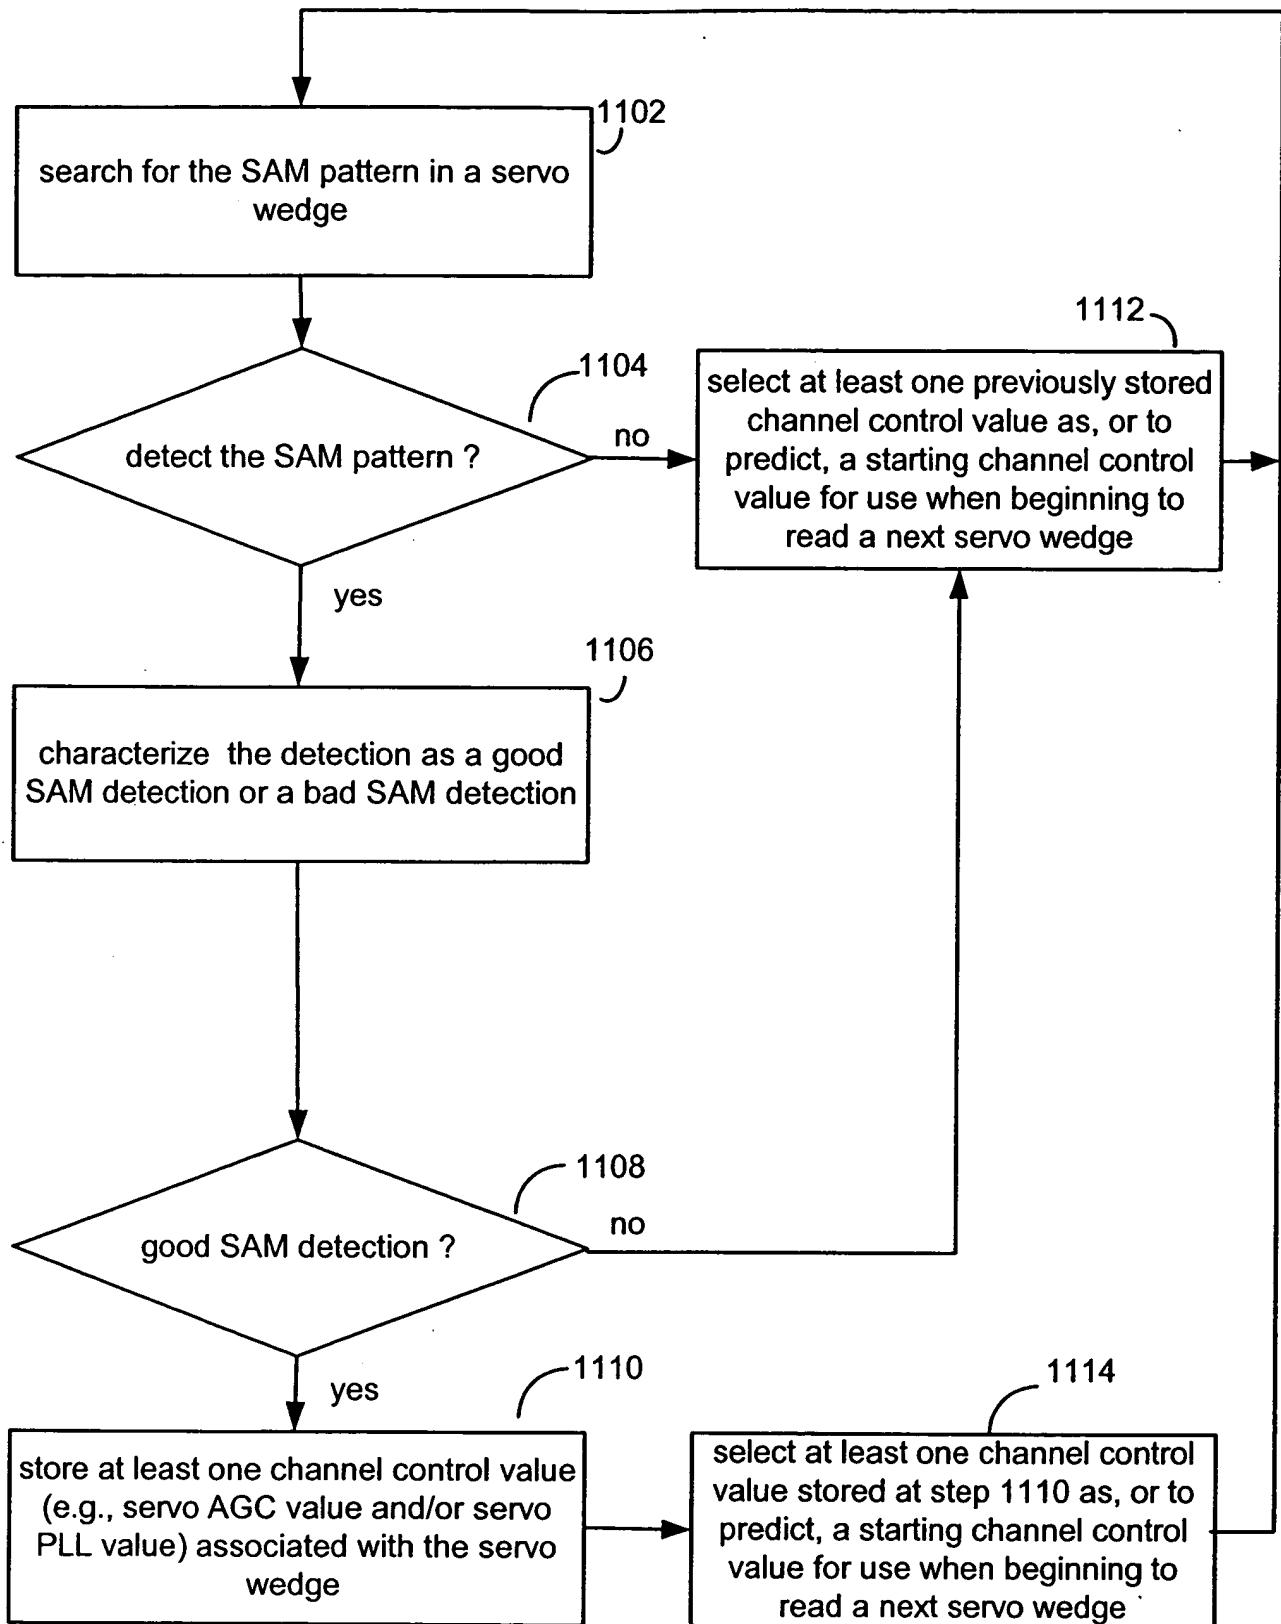 1102
search for the SAM pattern in a servo
wedge
1104
detect the SAM pattern ?
no
yes
1112
select at least one previously stored
channel control value as, or to
predict, a starting channel control
value for use when beginning to
read a next servo wedge
1106
characterize the detection as a good
SAM detection or a bad SAM detection
1108
good SAM detection ?
no
yes
1110
store at least one channel control value
(e.g., servo AGC value and/or servo
PLL value) associated with the servo
wedge
1114
select at least one channel control
value stored at step 1110 as, or to
predict, a starting channel control
value for use when beginning to
read a next servo wedge